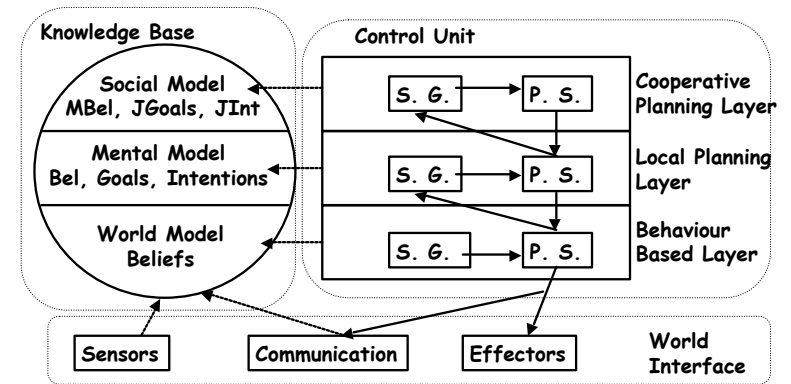 Knowledge Base
Control Unit
Social Model
MBel, JGoals, JInt
Mental Model
Bel, Goals, Intentions
World Model
Beliefs
S. G.
P. S.
Cooperative
Planning Layer
S. G.
P. S.
Local Planning
Layer
S. G.
P. S.
Behaviour
Based Layer
Sensors
Communication
Effectors
World
Interface